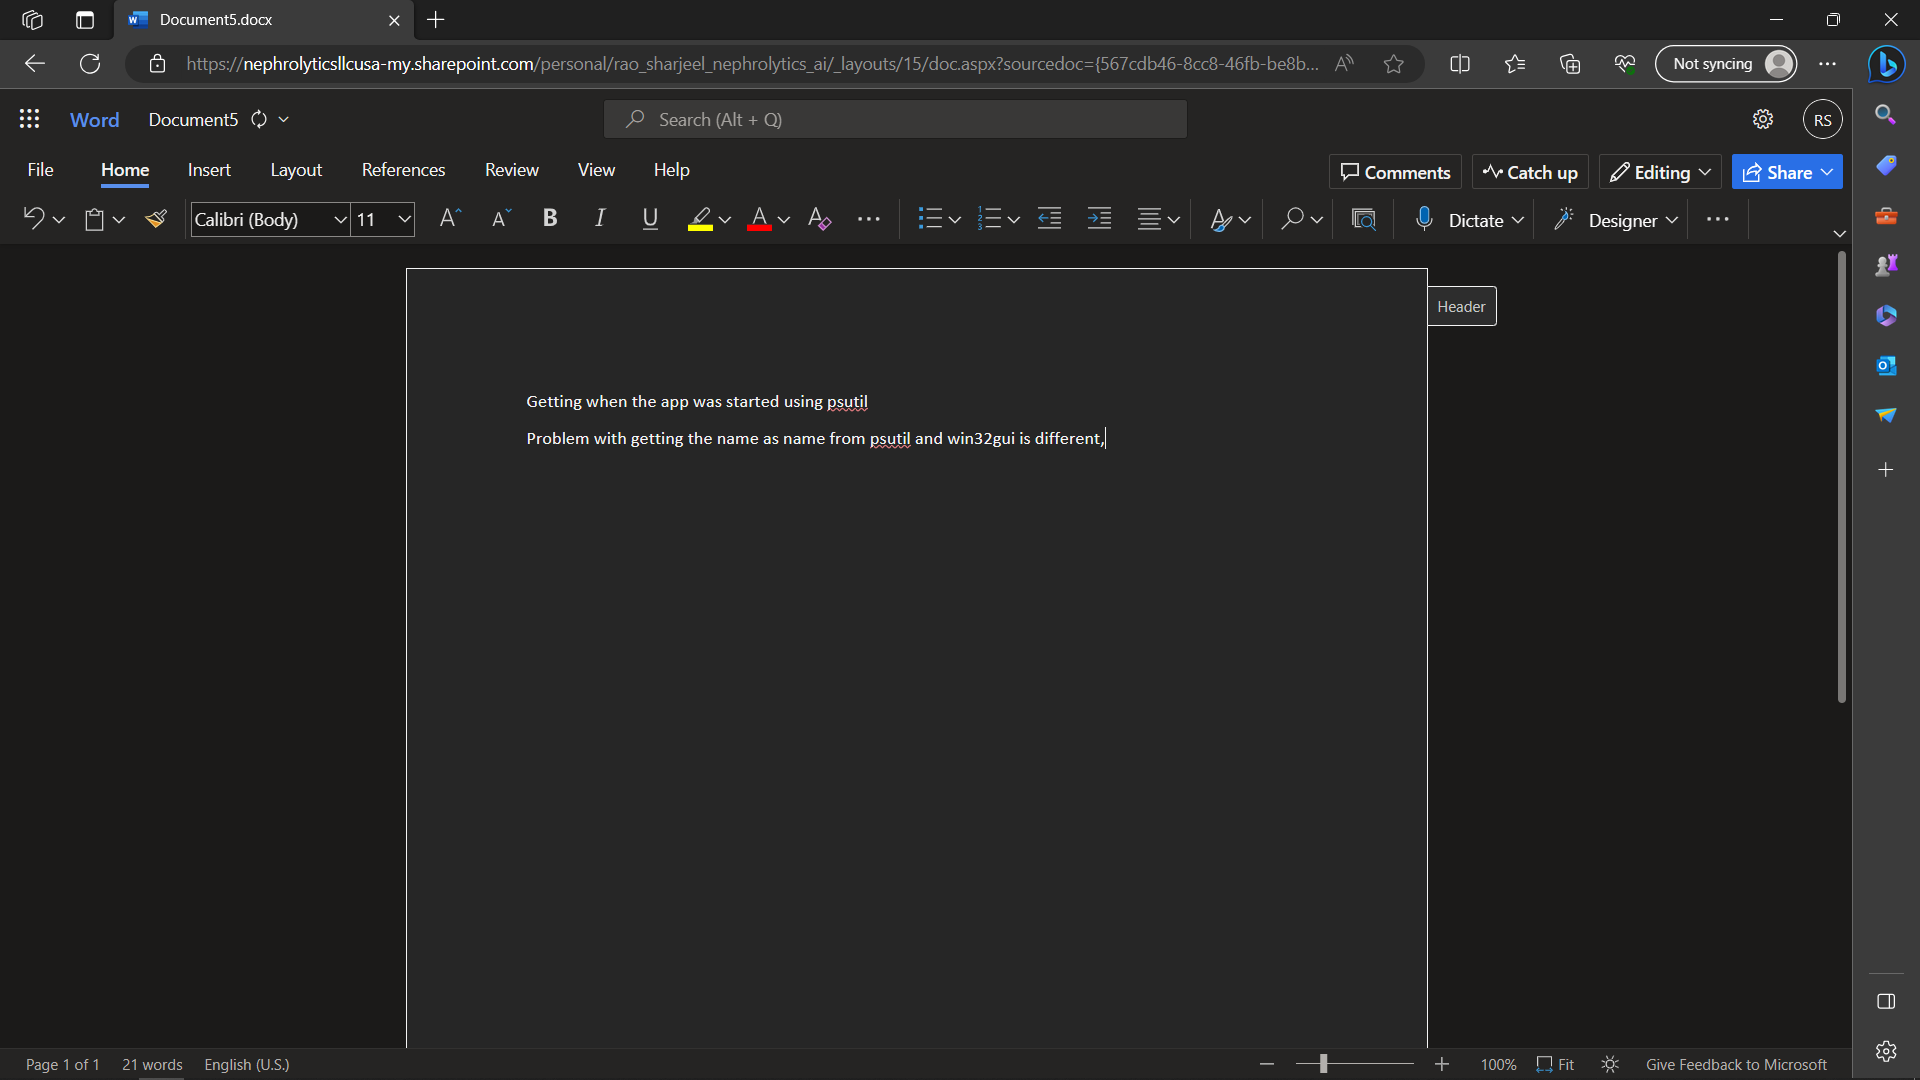 Document5.docx
https://nephrolyticsllcusa-my.sharepoint.com/personal/rao_sharjeel_nephrolytics_ai/_layouts/15/doc.aspx?sourcedoc={567cdb46-8cc8-46fb-be8b...
Not syncing
Word
Document5
Search (Alt + Q)
RS
File
Home
Insert
Layout
References
Review
View
Help
Comments
Catch up
Editing
Share
Calibri (Body)
11
Dictate
Designer
Header
Getting when the app was started using psutil
Problem with getting the name as name from psutil and win32gui is different,
Page 1 of 1
21 words
English (U.S.)
100%
Fit
Give Feedback to Microsoft